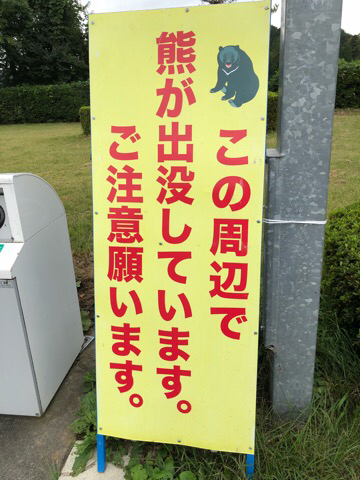 この周辺で
熊が出没しています。
ご注意願います。